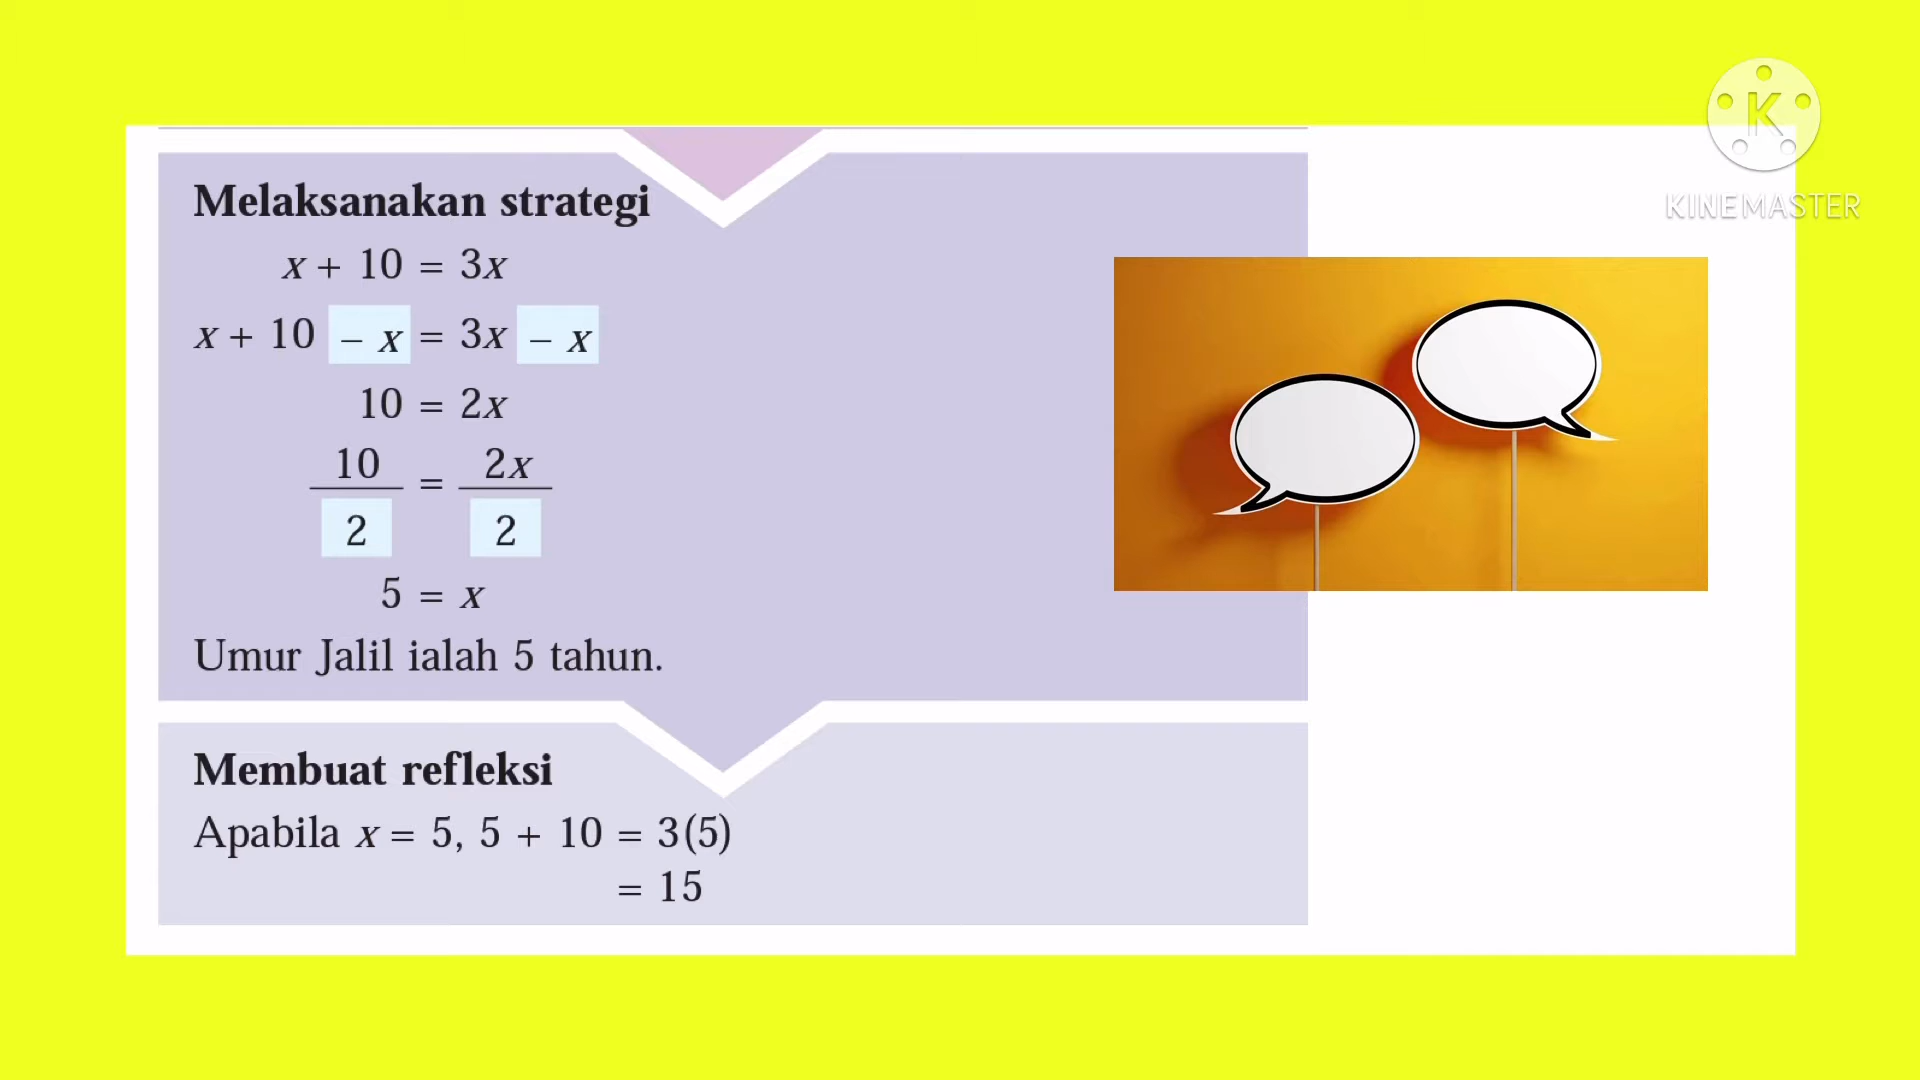 Melaksanakan strategi
x + 10 = 3x
x + 10 – x = 3x – x
10 = 2x
10/2 = 2x/2
5 = x
Umur Jalil ialah 5 tahun.
Membuat refleksi
Apabila x = 5, 5 + 10 = 3(5)
= 15
K
KINEMASTER